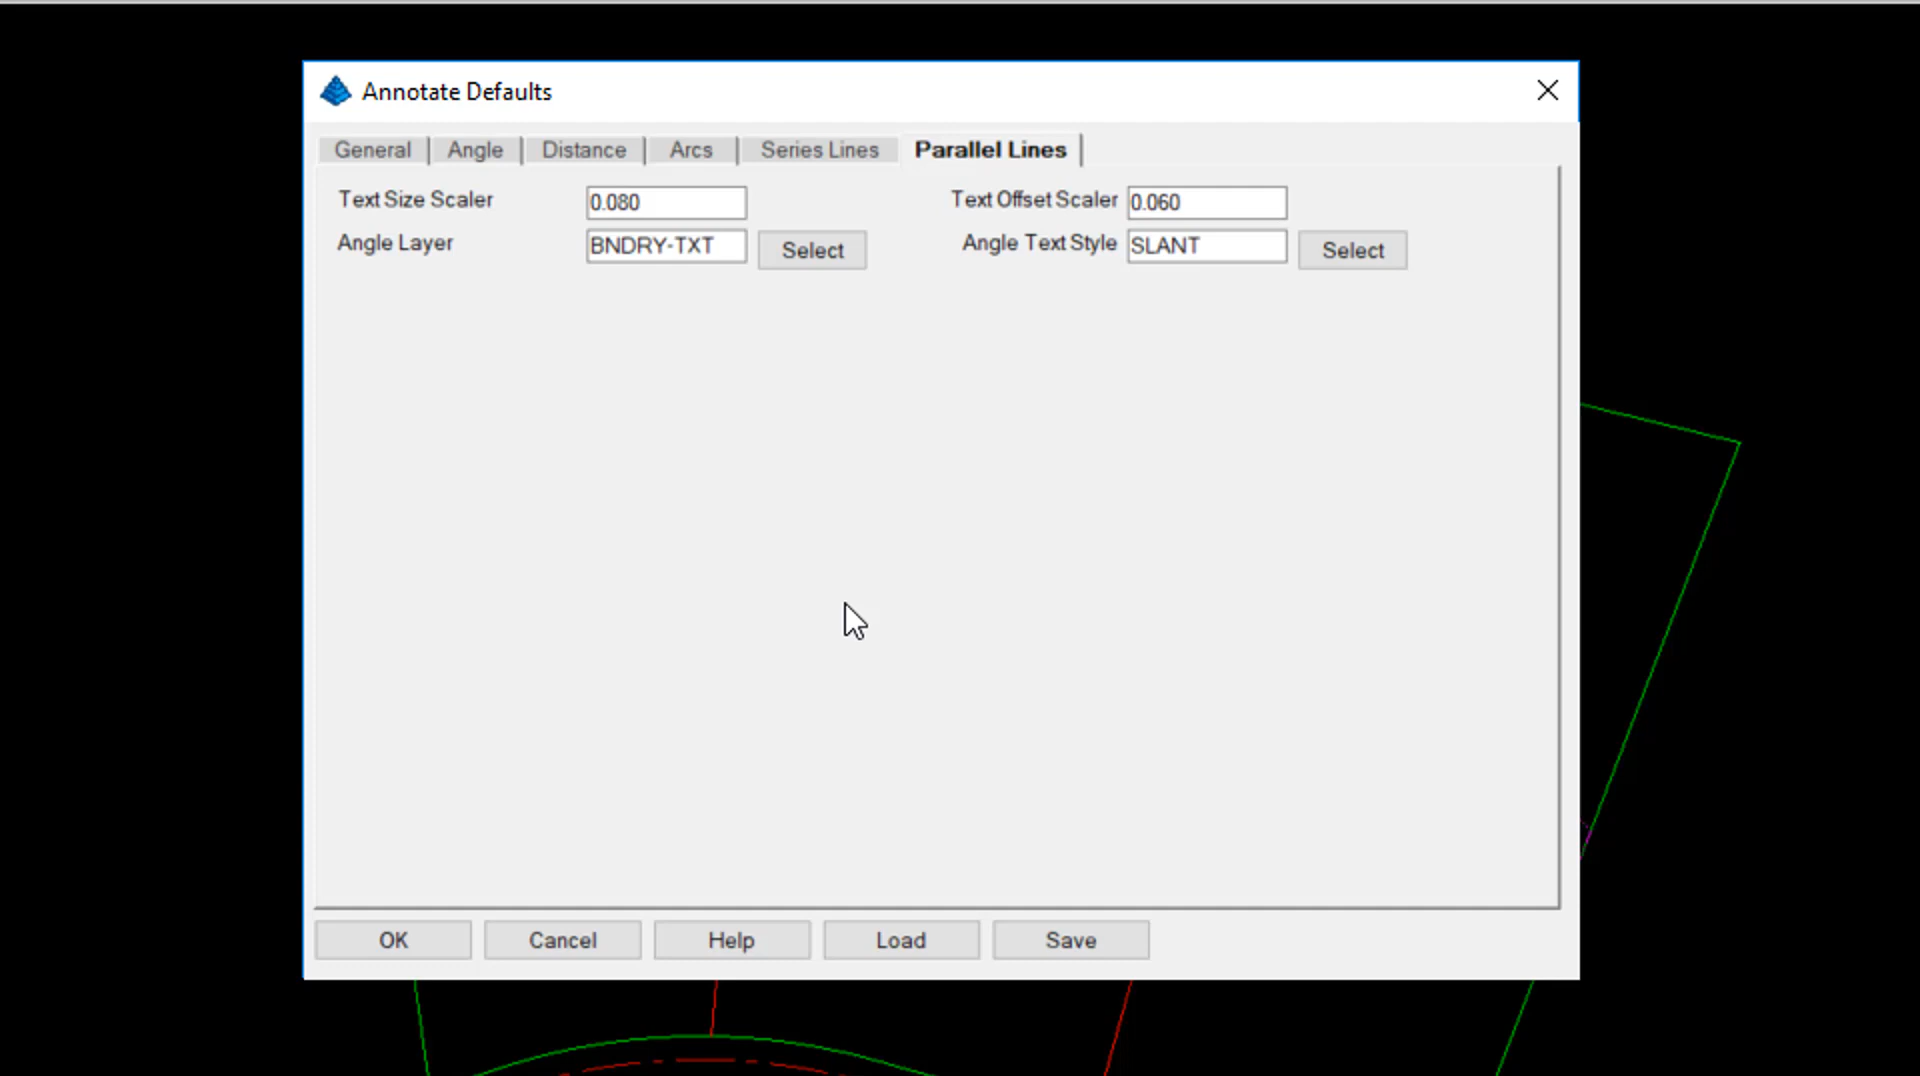 Annotate Defaults
General Angle Distance Arcs Series Lines Parallel Lines
Text Size Scaler 0.080 Text Offset Scaler 0.060
Angle Layer BNDRY-TXT Select Angle Text Style SLANT Select
OK Cancel Help Load Save